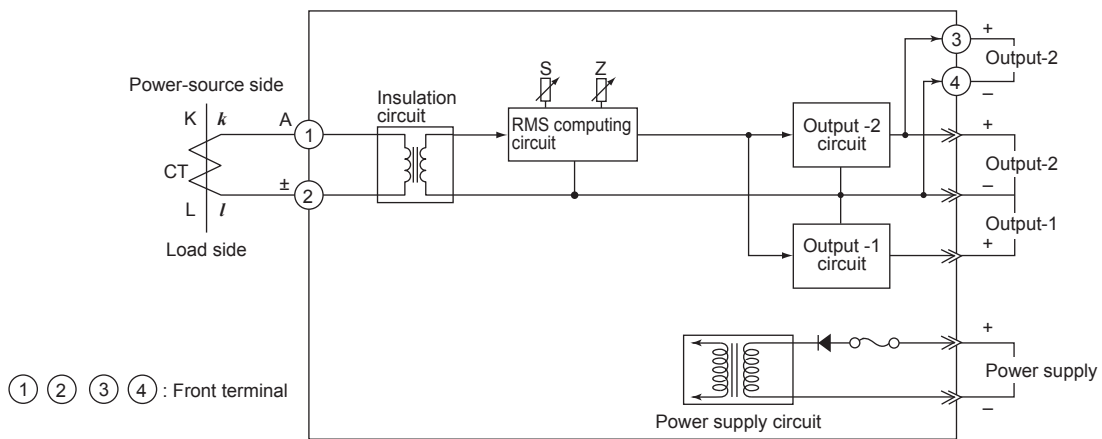 3
+
Output-2
4
−
Power-source side
K k
A
1
CT
±
2
L l
Load side
Insulation
circuit
S
Z
RMS computing
circuit
Output -2
circuit
+
Output-2
−
Output-1
+
Output -1
circuit
+
Power supply
−
Power supply circuit
1 2 3 4 : Front terminal